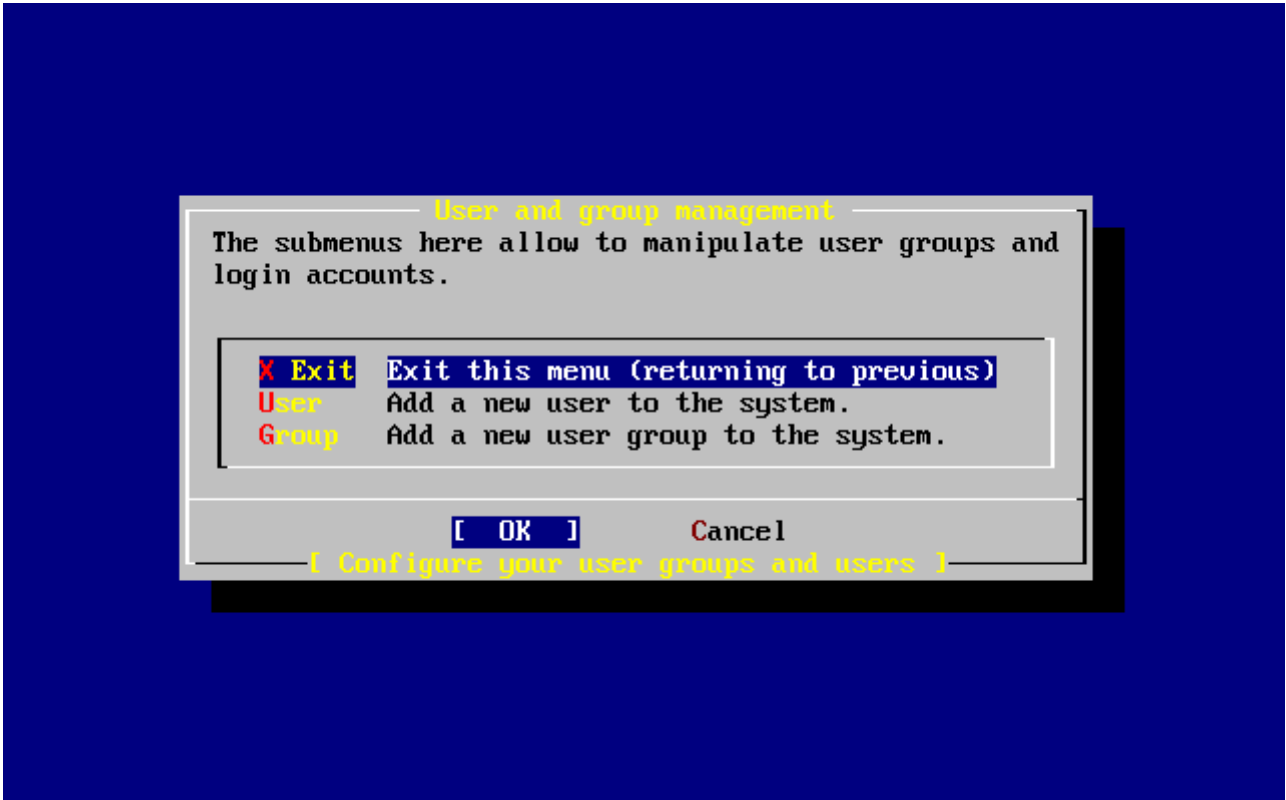 User and group management
The submenus here allow to manipulate user groups and
login accounts.
X Exit Exit this menu (returning to previous)
User Add a new user to the system.
Group Add a new user group to the system.
[ OK ] Cancel
[ Configure your user groups and users ]